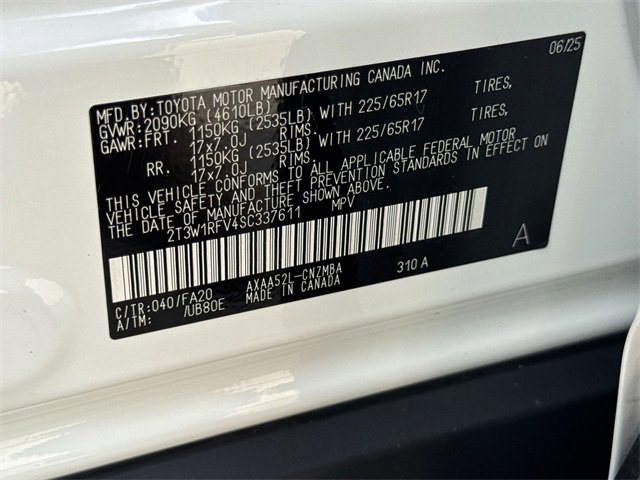 06/25
MFD.BY:TOYOTA MOTOR MANUFACTURING CANADA INC.
GVWR:2090KG (4610LB)
GAWR:FRT. 1150KG (2535LB) WITH 225/65R17 TIRES,
17x7.0J RIMS.
RR. 1150KG (2535LB) WITH 225/65R17 TIRES,
17x7.0J RIMS.
THIS VEHICLE CONFORMS TO ALL APPLICABLE FEDERAL MOTOR
VEHICLE SAFETY AND THEFT PREVENTION STANDARDS IN EFFECT ON
THE DATE OF MANUFACTURE SHOWN ABOVE.
2T3W1RFV4SC337611 MPV
A
C/TR:040/FA20 AXAA52L-CNZMBA 310 A
A/TM: /UB80E MADE IN CANADA